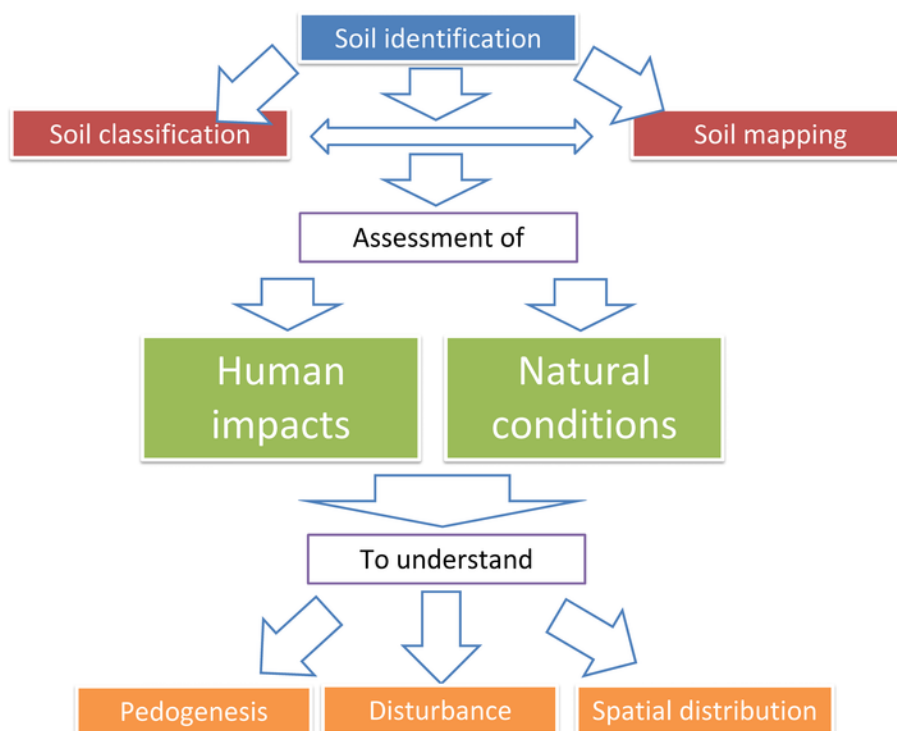 Soil identification
Soil classification
Soil mapping
Assessment of
Human
impacts
Natural
conditions
To understand
Pedogenesis
Disturbance
Spatial distribution